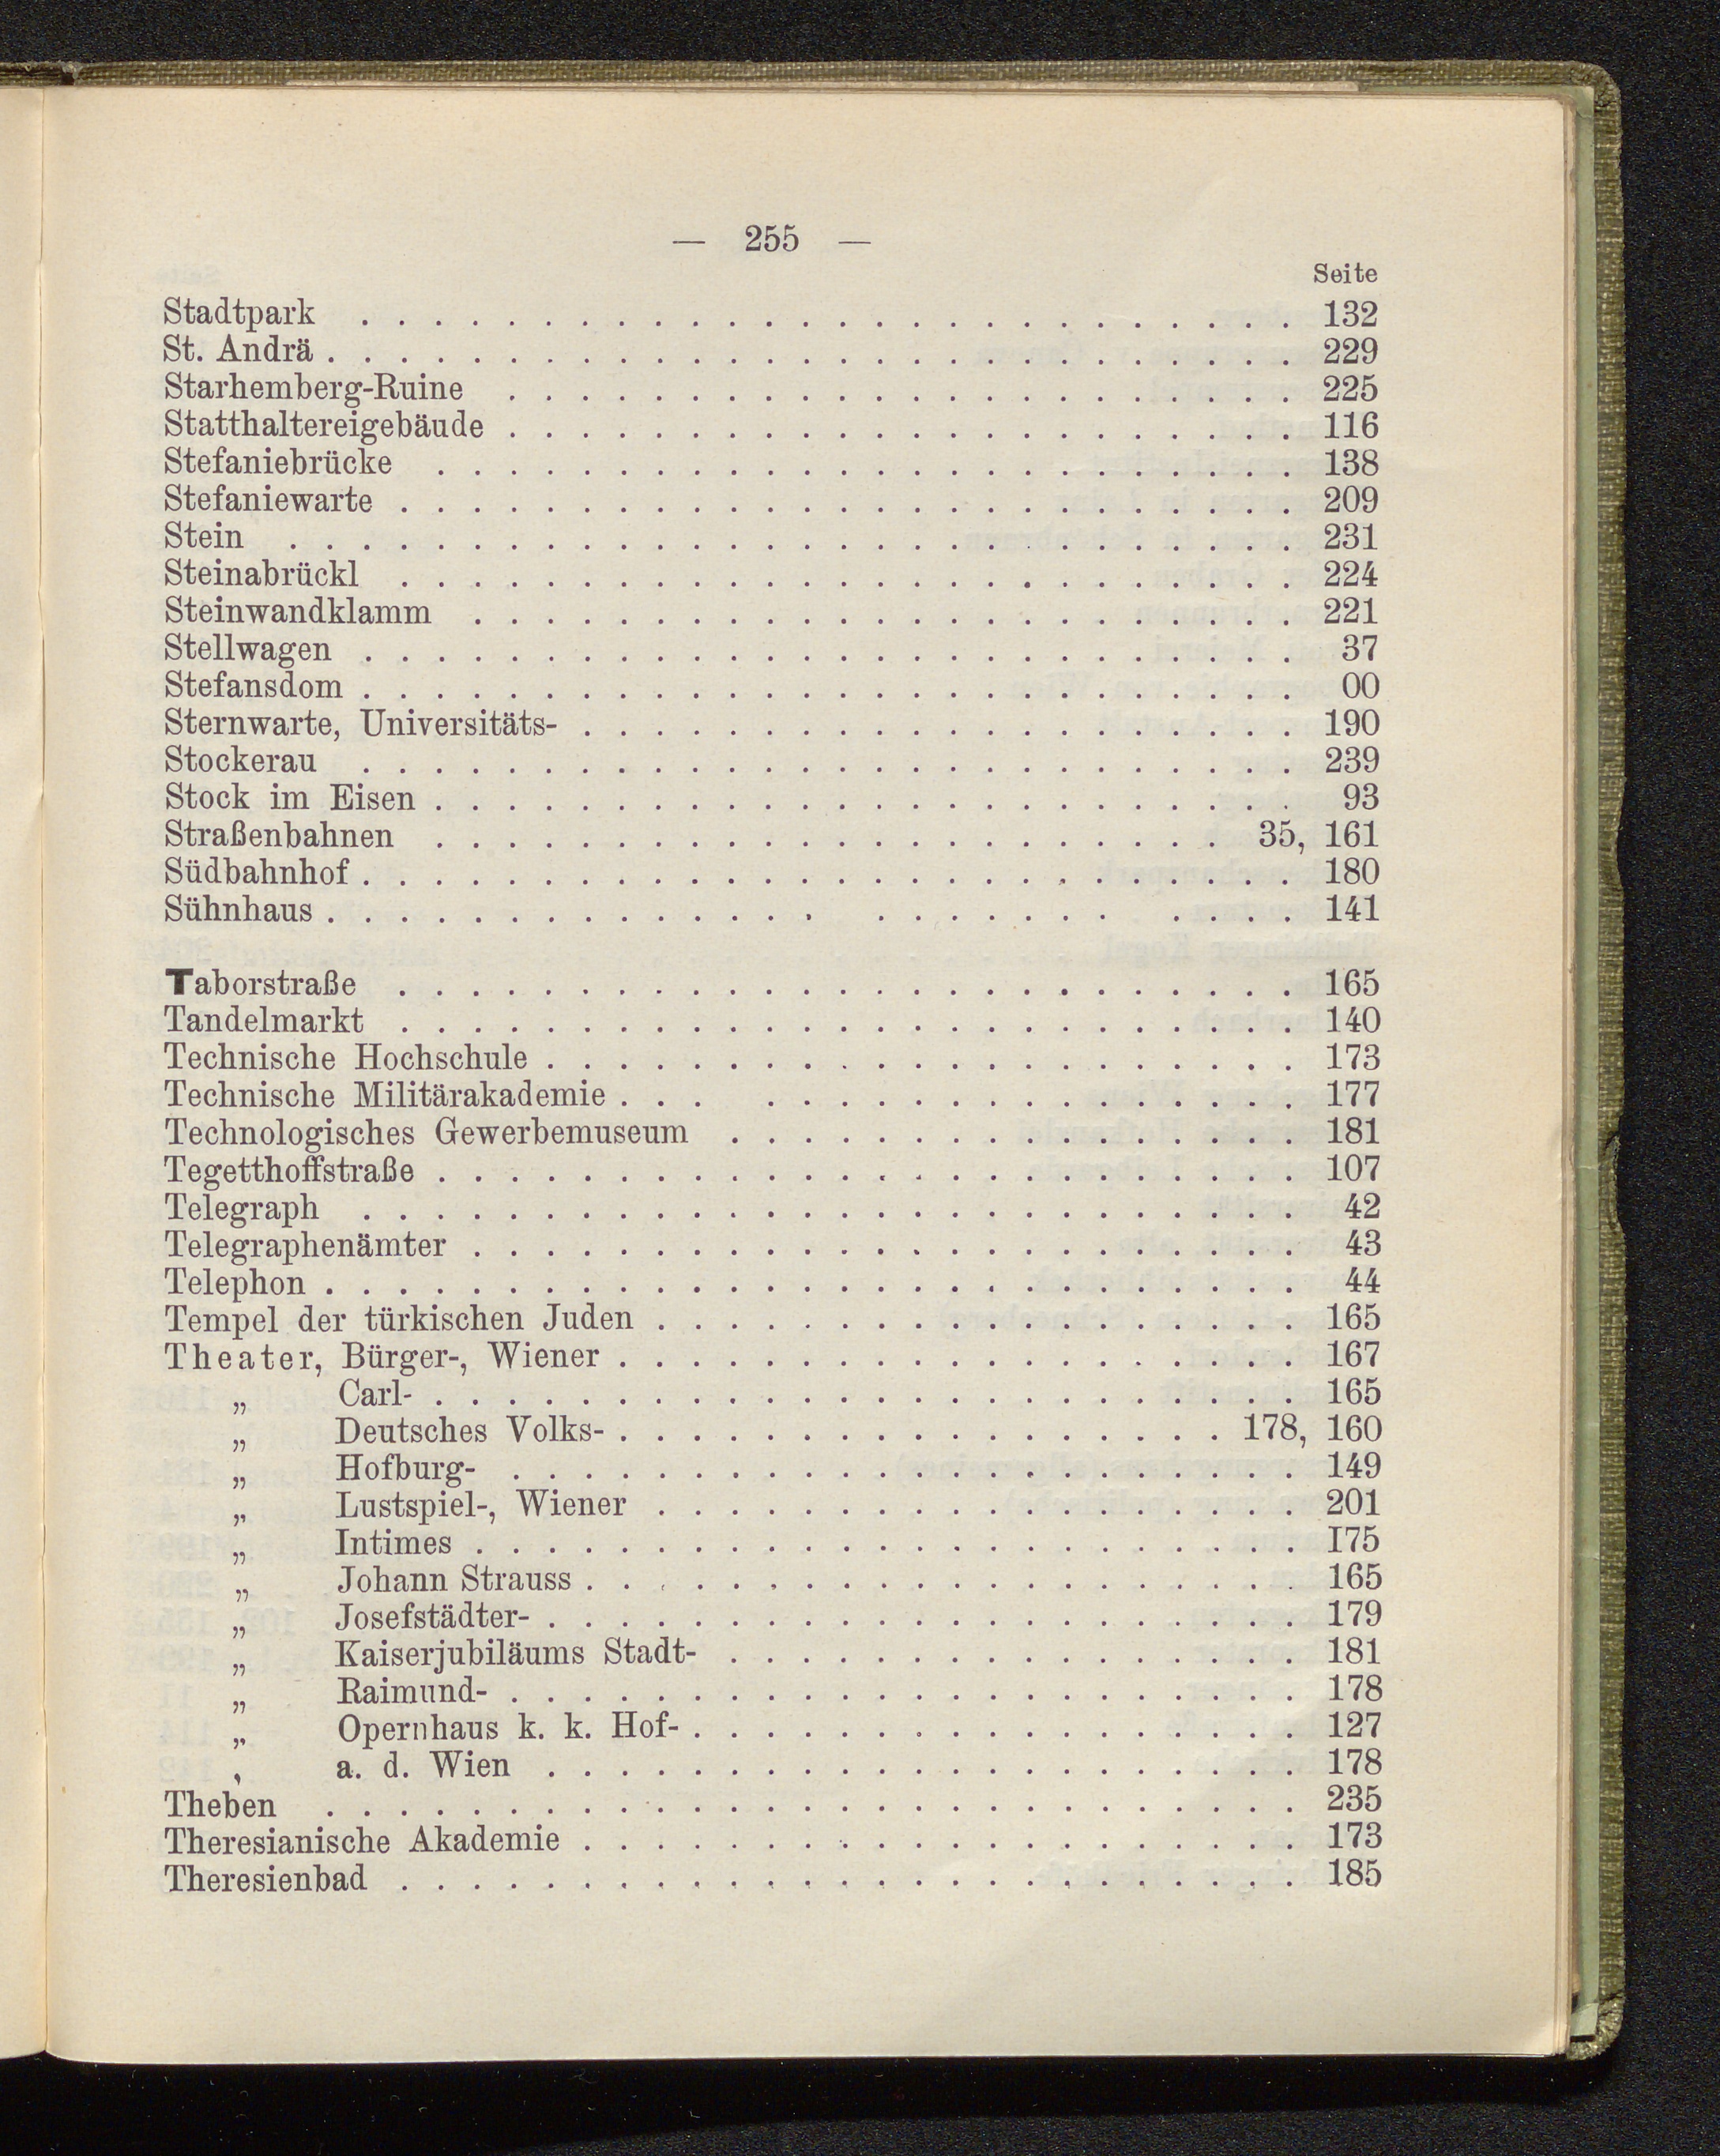 — 255 —
Seite
Stadtpark . . . . . . . . . . . . . . . . . . . . . . . . . . 132
St. Andrä . . . . . . . . . . . . . . . . . . . . . . . . . . . 229
Starhemberg-Ruine . . . . . . . . . . . . . . . . . . . . . . 225
Statthaltereigebäude . . . . . . . . . . . . . . . . . . . . . . 116
Stefaniebrücke . . . . . . . . . . . . . . . . . . . . . . . . 138
Stefaniewarte . . . . . . . . . . . . . . . . . . . . . . . . . 209
Stein . . . . . . . . . . . . . . . . . . . . . . . . . . . . 231
Steinabrückl . . . . . . . . . . . . . . . . . . . . . . . . . 224
Steinwandklamm . . . . . . . . . . . . . . . . . . . . . . . 221
Stellwagen . . . . . . . . . . . . . . . . . . . . . . . . . . 37
Stefansdom . . . . . . . . . . . . . . . . . . . . . . . . . . 00
Sternwarte, Universitäts- . . . . . . . . . . . . . . . . . . . . 190
Stockerau . . . . . . . . . . . . . . . . . . . . . . . . . . 239
Stock im Eisen . . . . . . . . . . . . . . . . . . . . . . . . 93
Straßenbahnen . . . . . . . . . . . . . . . . . . . . . . 35, 161
Südbahnhof . . . . . . . . . . . . . . . . . . . . . . . . . . 180
Sühnhaus . . . . . . . . . . . . . . . . . . . . . . . . . . 141
Taborstraße . . . . . . . . . . . . . . . . . . . . . . . . . 165
Tandelmarkt . . . . . . . . . . . . . . . . . . . . . . . . . 140
Technische Hochschule . . . . . . . . . . . . . . . . . . . . . 173
Technische Militärakademie . . . . . . . . . . . . . . . . . . 177
Technologisches Gewerbemuseum . . . . . . . . . . . . . . . . 181
Tegetthoffstraße . . . . . . . . . . . . . . . . . . . . . . . . 107
Telegraph . . . . . . . . . . . . . . . . . . . . . . . . . . 42
Telegraphenämter . . . . . . . . . . . . . . . . . . . . . . . 43
Telephon . . . . . . . . . . . . . . . . . . . . . . . . . . . 44
Tempel der türkischen Juden . . . . . . . . . . . . . . . . . . 165
Theater, Bürger-, Wiener . . . . . . . . . . . . . . . . . . . 167
„ Carl- . . . . . . . . . . . . . . . . . . . . . . . . 165
„ Deutsches Volks- . . . . . . . . . . . . . . . . . 178, 160
„ Hofburg- . . . . . . . . . . . . . . . . . . . . . . 149
„ Lustspiel-, Wiener . . . . . . . . . . . . . . . . . . 201
„ Intimes . . . . . . . . . . . . . . . . . . . . . . . I75
„ Johann Strauss . . . . . . . . . . . . . . . . . . . . 165
„ Josefstädter- . . . . . . . . . . . . . . . . . . . . . 179
„ Kaiserjubiläums Stadt- . . . . . . . . . . . . . . . . 181
„ Raimund- . . . . . . . . . . . . . . . . . . . . . . 178
„ Opernhaus k. k. Hof- . . . . . . . . . . . . . . . . . 127
, a. d. Wien . . . . . . . . . . . . . . . . . . . . . 178
Theben . . . . . . . . . . . . . . . . . . . . . . . . . . . 235
Theresianische Akademie . . . . . . . . . . . . . . . . . . . . 173
Theresienbad . . . . . . . . . . . . . . . . . . . . . . . . . 185